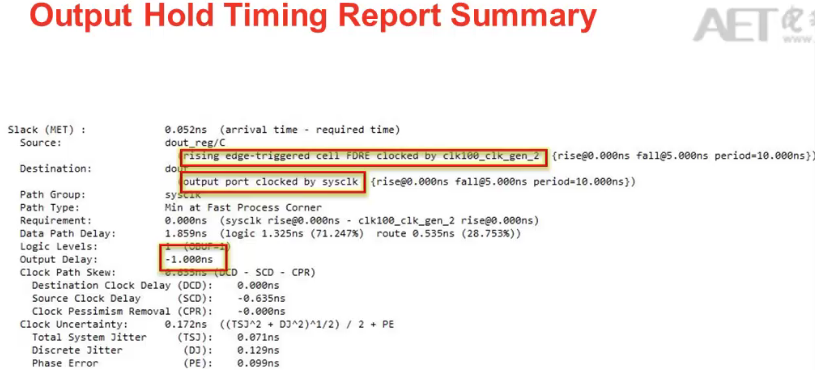 Output Hold Timing Report Summary
AET
www.
Slack (MET) : 0.052ns (arrival time - required time)
Source: dout_reg/C
(rising edge-triggered cell FDRE clocked by clk100_clk_gen_2 {rise@0.000ns fall@5.000ns period=10.000ns})
Destination: dout
(output port clocked by sysclk {rise@0.000ns fall@5.000ns period=10.000ns})
Path Group: sysclk
Path Type: Min at Fast Process Corner
Requirement: 0.000ns (sysclk rise@0.000ns - clk100_clk_gen_2 rise@0.000ns)
Data Path Delay: 1.859ns (logic 1.325ns (71.247%) route 0.535ns (28.753%))
Logic Levels: 1 (OBUF=1)
Output Delay: -1.000ns
Clock Path Skew: 0.635ns (DCD - SCD - CPR)
Destination Clock Delay (DCD): 0.000ns
Source Clock Delay (SCD): -0.635ns
Clock Pessimism Removal (CPR): -0.000ns
Clock Uncertainty: 0.172ns ((TSJ^2 + DJ^2)^1/2) / 2 + PE
Total System Jitter (TSJ): 0.071ns
Discrete Jitter (DJ): 0.129ns
Phase Error (PE): 0.099ns